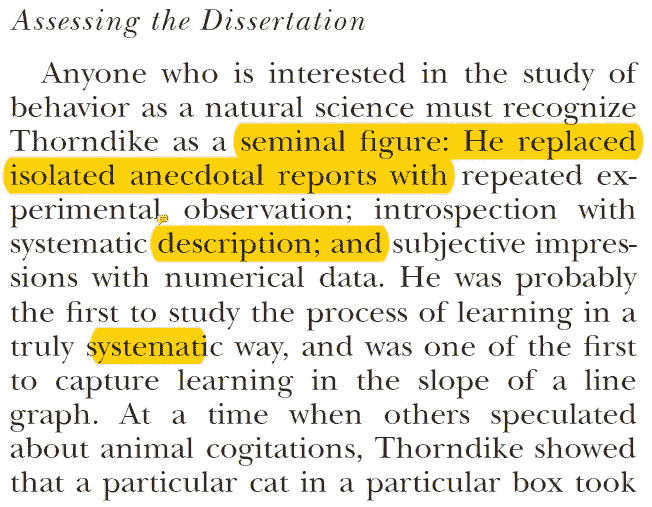 Assessing the Dissertation
Anyone who is interested in the study of
behavior as a natural science must recognize
Thorndike as a seminal figure: He replaced
isolated anecdotal reports with repeated ex-
perimental observation; introspection with
systematic description; and subjective impres-
sions with numerical data. He was probably
the first to study the process of learning in a
truly systematic way, and was one of the first
to capture learning in the slope of a line
graph. At a time when others speculated
about animal cogitations, Thorndike showed
that a particular cat in a particular box took